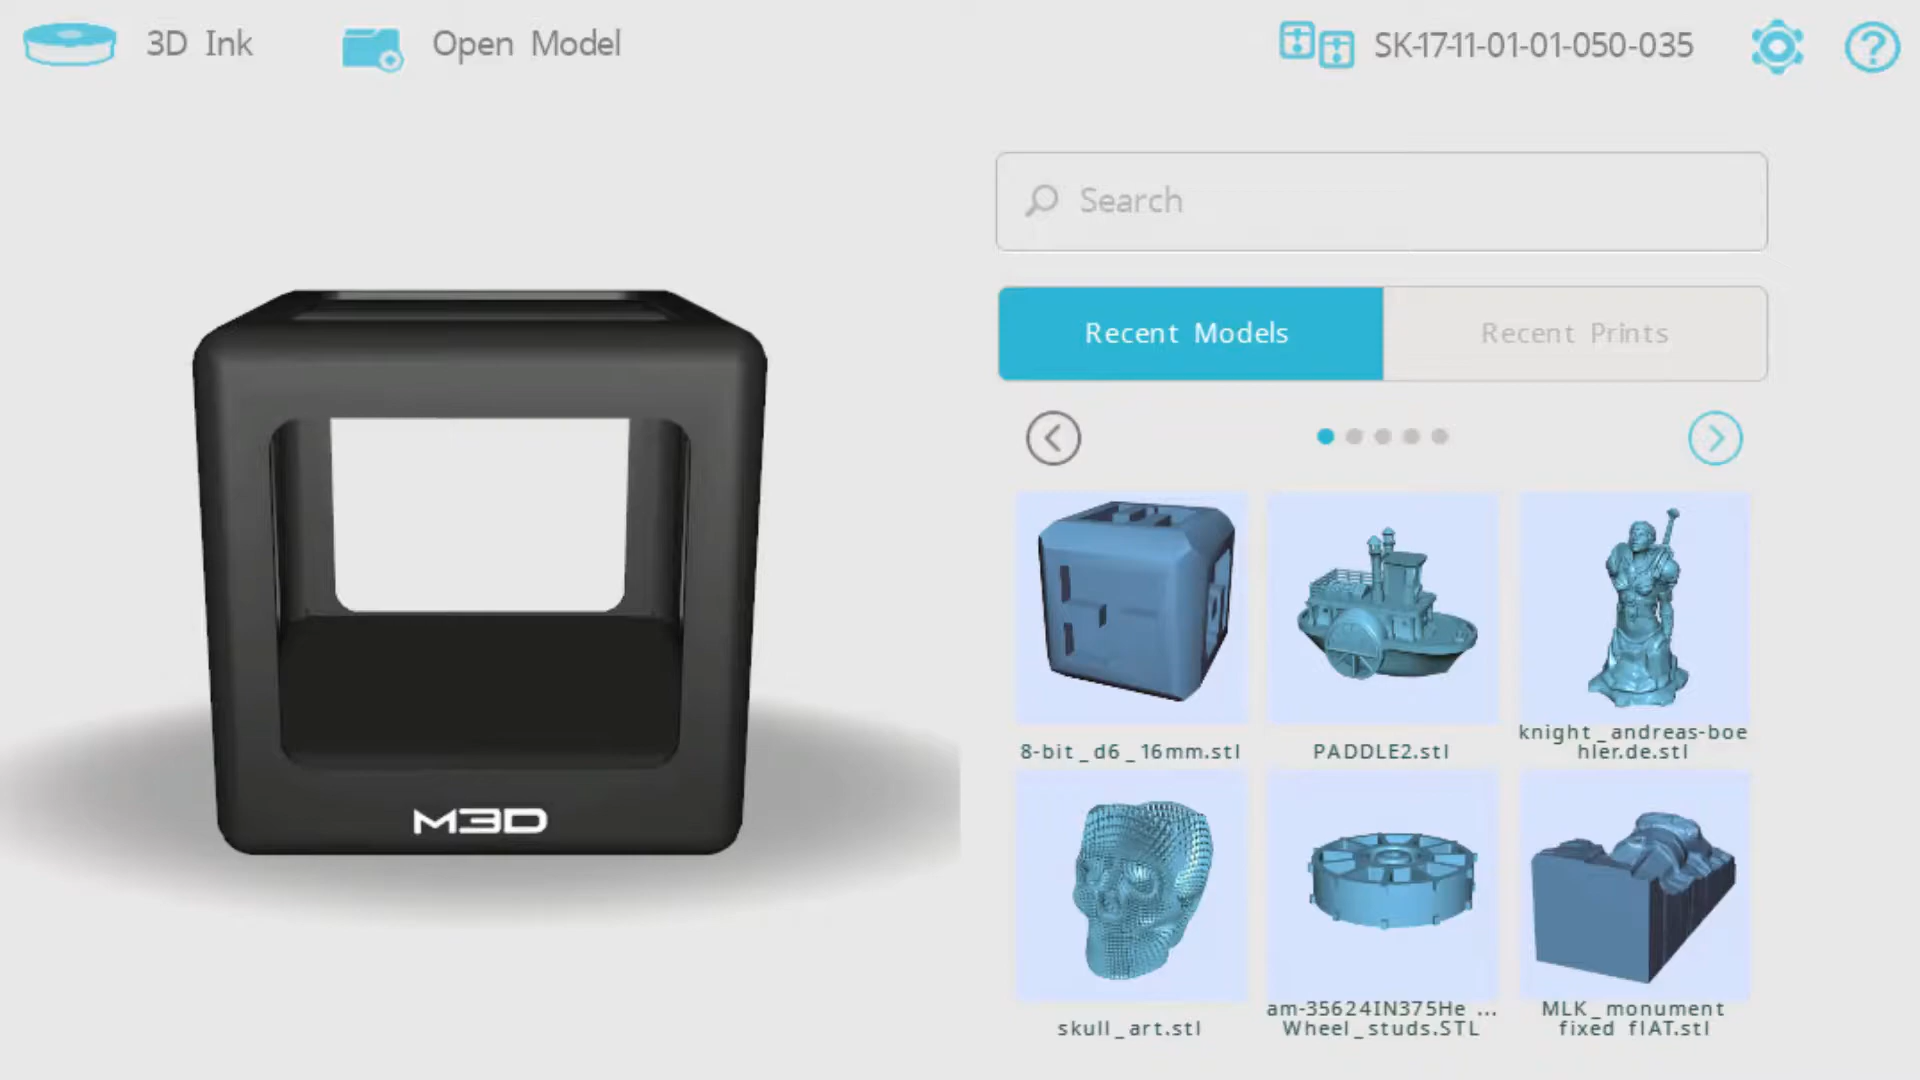 3D Ink
Open Model
SK-17-11-01-01-050-035
Search
Recent Models
Recent Prints
M3D
8-bit_d6_16mm.stl
PADDLE2.stl
knight_andreas-boe
hler.de.stl
skull_art.stl
am-35624IN375He ...
Wheel_studs.STL
MLK_monument
fixed flAT.stl